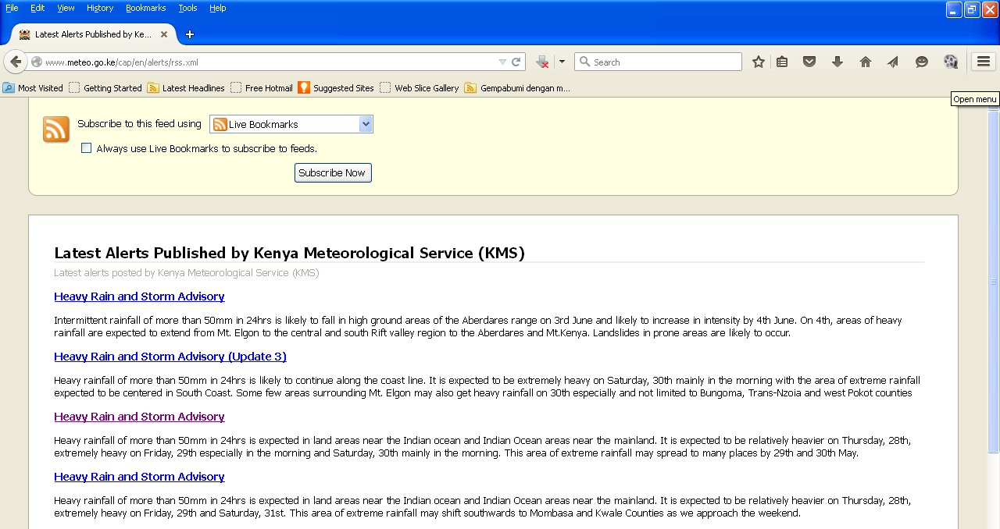 File Edit View History Bookmarks Tools Help
Latest Alerts Published by Ke...
www.meteo.go.ke/cap/en/alerts/rss.xml
Search
Most Visited Getting Started Latest Headlines Free Hotmail Suggested Sites Web Slice Gallery Gempabumi dengan m...
Open menu
Subscribe to this feed using Live Bookmarks
Always use Live Bookmarks to subscribe to feeds.
Subscribe Now
Latest Alerts Published by Kenya Meteorological Service (KMS)
Latest alerts posted by Kenya Meteorological Service (KMS)
Heavy Rain and Storm Advisory
Intermittent rainfall of more than 50mm in 24hrs is likely to fall in high ground areas of the Aberdares range on 3rd June and likely to increase in intensity by 4th June. On 4th, areas of heavy
rainfall are expected to extend from Mt. Elgon to the central and south Rift valley region to the Aberdares and Mt.Kenya. Landslides in prone areas are likely to occur.
Heavy Rain and Storm Advisory (Update 3)
Heavy rainfall of more than 50mm in 24hrs is likely to continue along the coast line. It is expected to be extremely heavy on Saturday, 30th mainly in the morning with the area of extreme rainfall
expected to be centered in South Coast. Some few areas surrounding Mt. Elgon may also get heavy rainfall on 30th especially and not limited to Bungoma, Trans-Nzoia and west Pokot counties
Heavy Rain and Storm Advisory
Heavy rainfall of more than 50mm in 24hrs is expected in land areas near the Indian ocean and Indian Ocean areas near the mainland. It is expected to be relatively heavier on Thursday, 28th,
extremely heavy on Friday, 29th especially in the morning and Saturday, 30th mainly in the morning. This area of extreme rainfall may spread to many places by 29th and 30th May.
Heavy Rain and Storm Advisory
Heavy rainfall of more than 50mm in 24hrs is expected in land areas near the Indian ocean and Indian Ocean areas near the mainland. It is expected to be relatively heavier on Thursday, 28th,
extremely heavy on Friday, 29th and Saturday, 31st. This area of extreme rainfall may shift southwards to Mombasa and Kwale Counties as we approach the weekend.